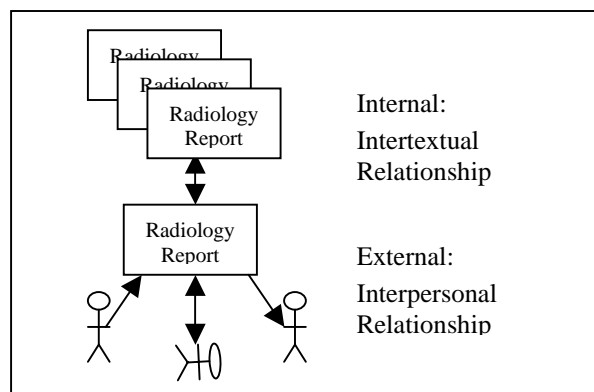 Radiology
Radiology
Radiology
Report
Internal:
Intertextual
Relationship
Radiology
Report
External:
Interpersonal
Relationship